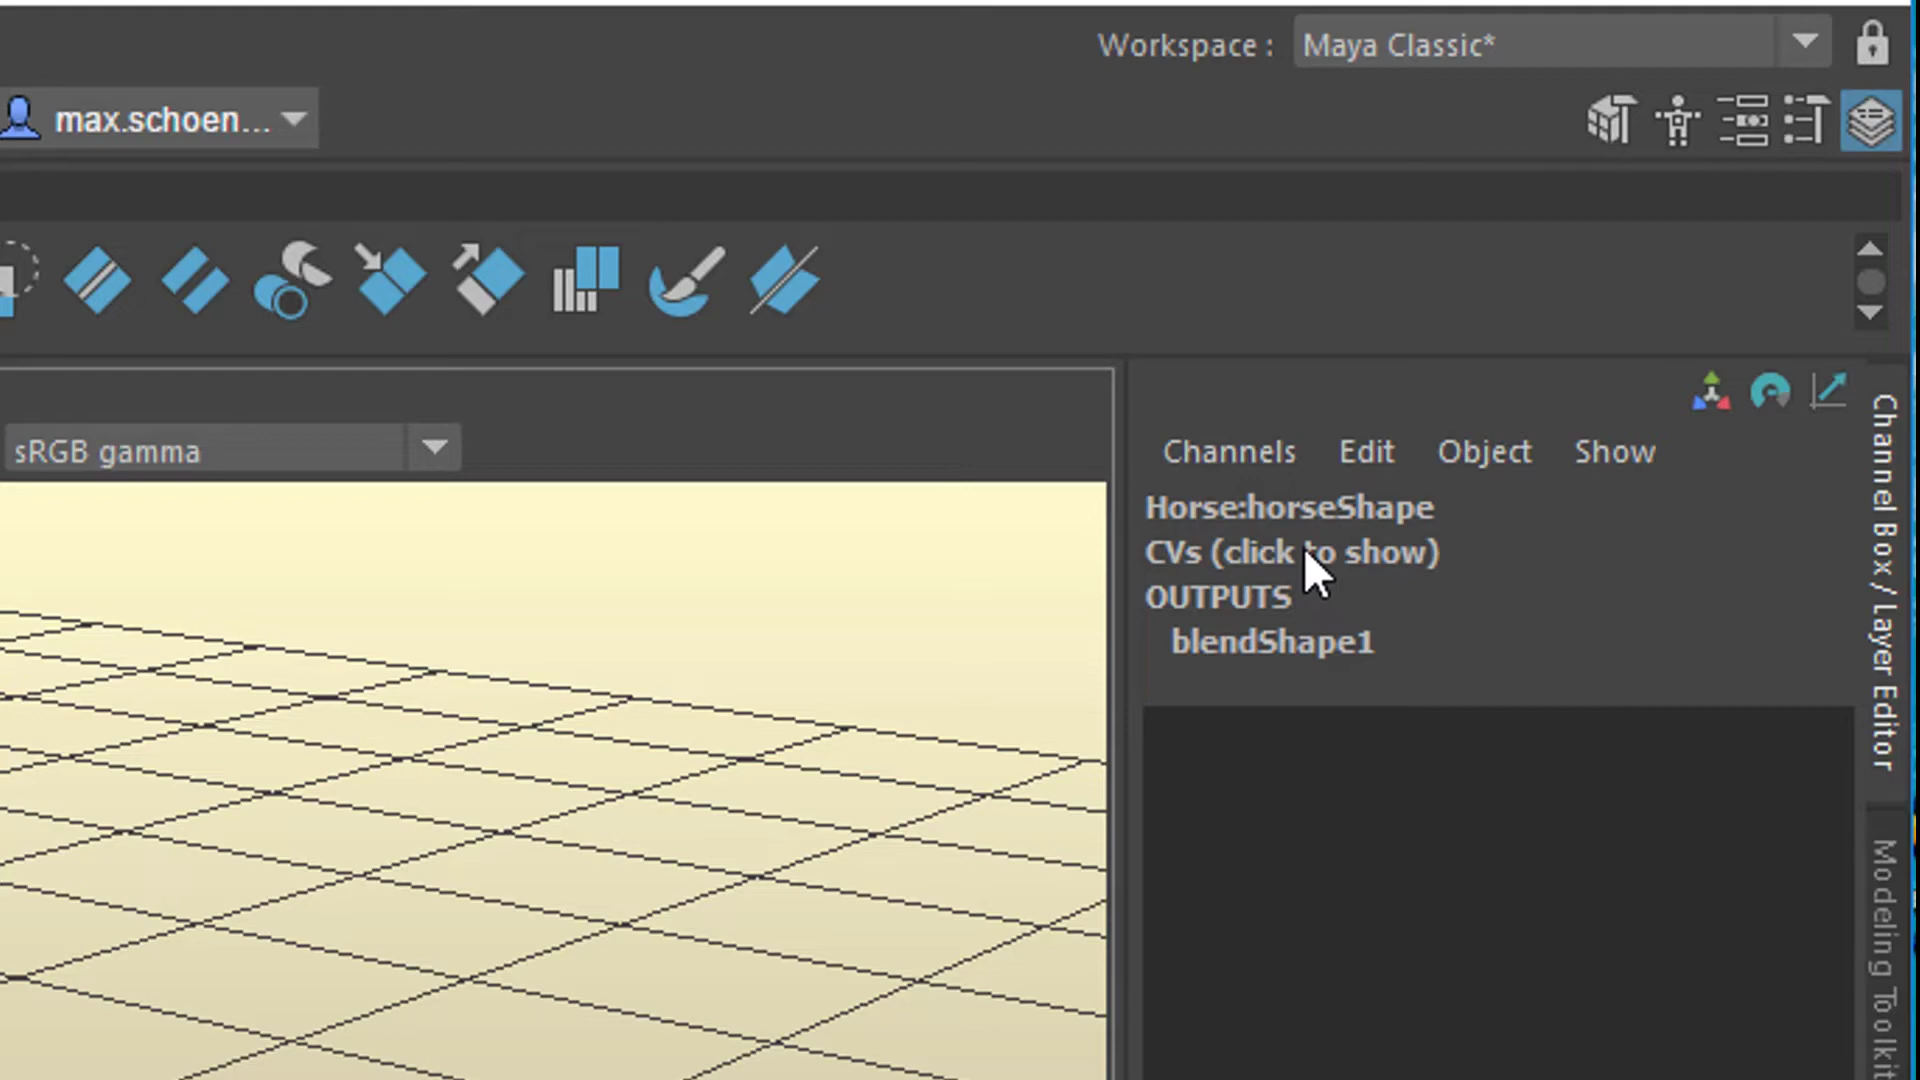 Workspace :
Maya Classic*
max.schoen...
sRGB gamma
Channels Edit Object Show
Horse:horseShape
CVs (click to show)
OUTPUTS
blendShape1
Channel Box / Layer Editor
Modeling Toolkit